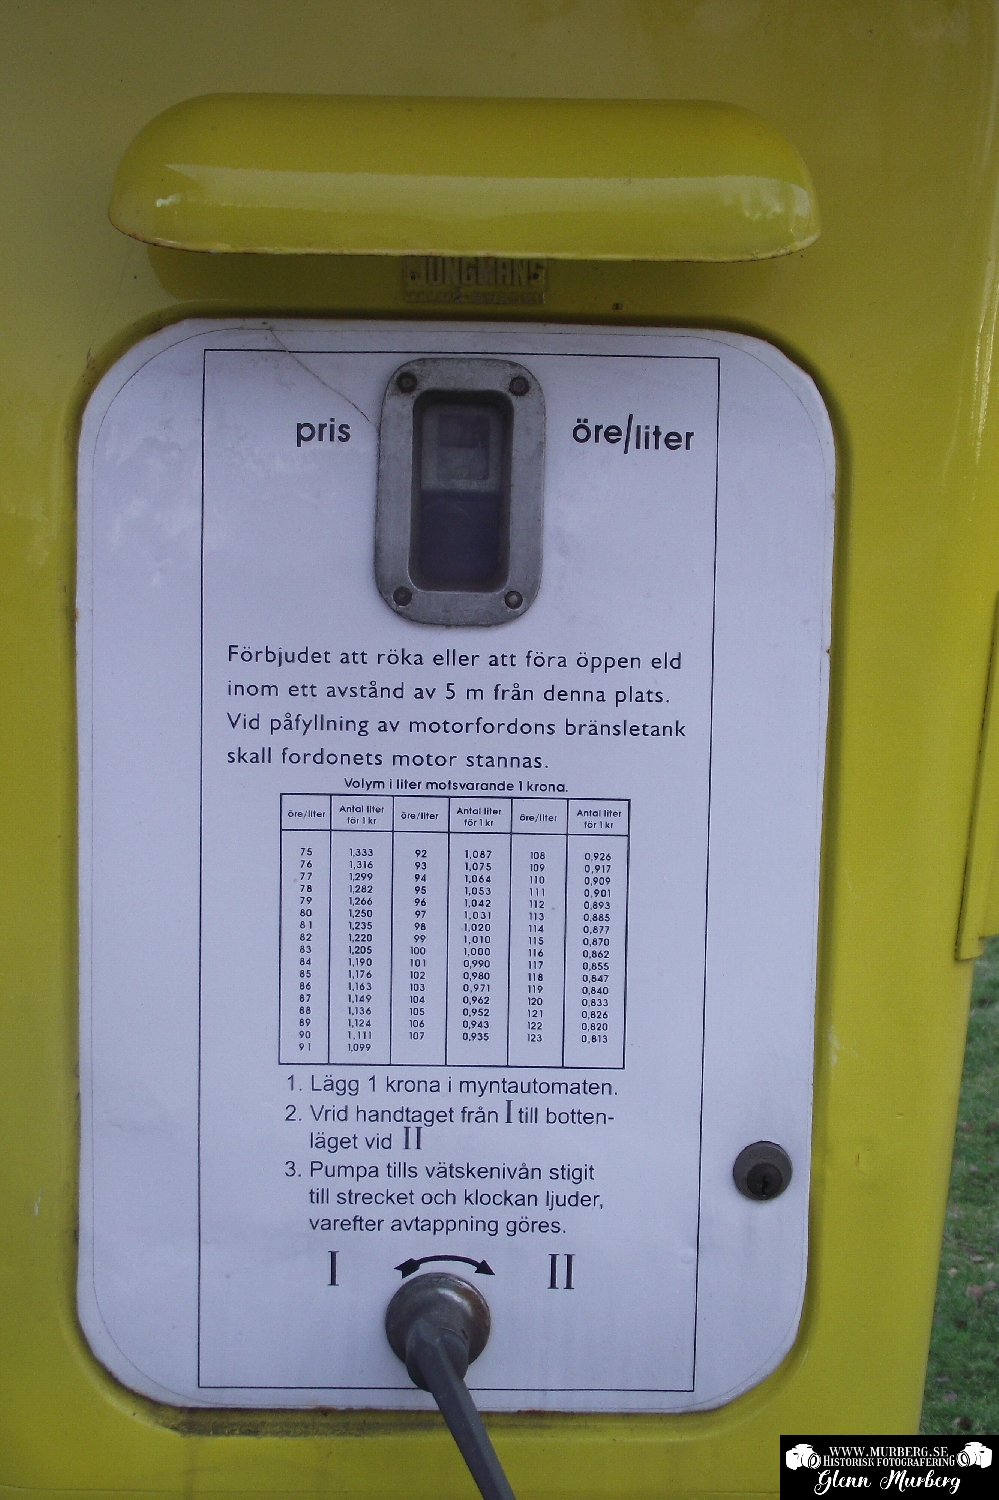 JUNGMANS
pris öre/liter
Förbjudet att röka eller att föra öppen eld
inom ett avstånd av 5 m från denna plats.
Vid påfyllning av motorfordons bränsletank
skall fordonets motor stannas.
Volym i liter motsvarande 1 krona.
öre/liter Antal liter för 1 kr öre/liter Antal liter för 1 kr öre/liter Antal liter för 1 kr
75 1,333 92 1,087 108 0,926
76 1,316 93 1,075 109 0,917
77 1,299 94 1,064 110 0,909
78 1,282 95 1,053 111 0,901
79 1,266 96 1,042 112 0,893
80 1,250 97 1,031 113 0,885
81 1,235 98 1,020 114 0,877
82 1,220 99 1,010 115 0,870
83 1,205 100 1,000 116 0,862
84 1,190 101 0,990 117 0,855
85 1,176 102 0,980 118 0,847
86 1,163 103 0,971 119 0,840
87 1,149 104 0,962 120 0,833
88 1,136 105 0,952 121 0,826
89 1,124 106 0,943 122 0,820
90 1,111 107 0,935 123 0,813
91 1,099
1. Lägg 1 krona i myntautomaten.
2. Vrid handtaget från I till botten-
läget vid II
3. Pumpa tills vätskenivån stigit
till strecket och klockan ljuder,
varefter avtappning göres.
I II
WWW.MURBERG.SE
HISTORISK FOTOGRAFERING
Glenn Murberg